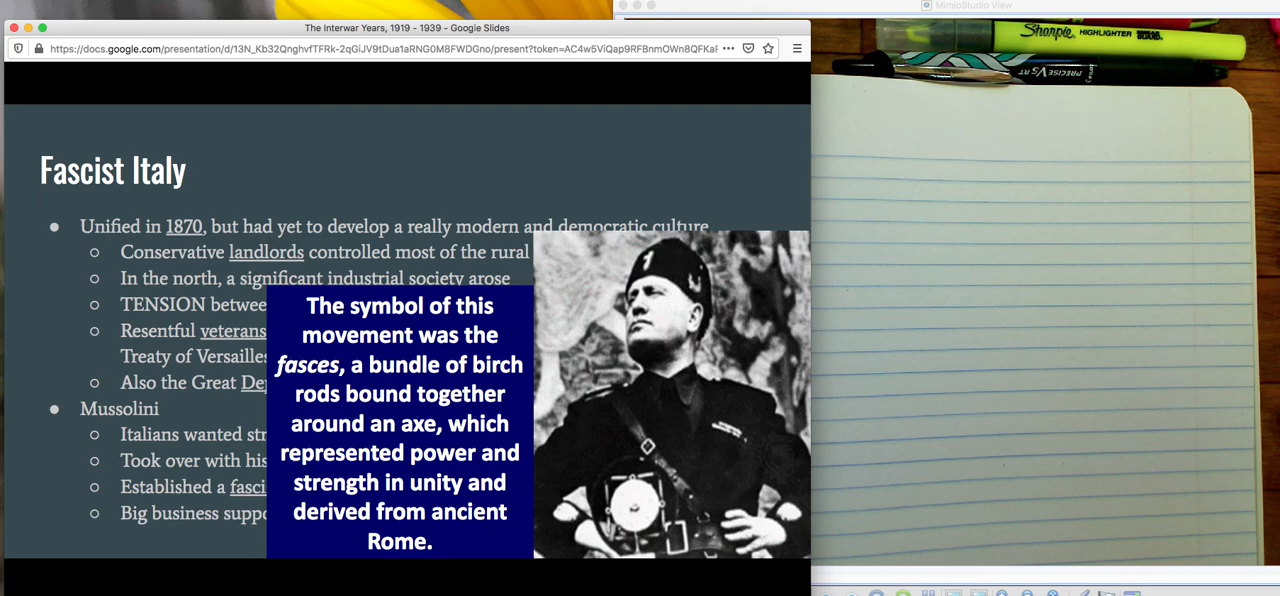 MimioStudio View
The Interwar Years, 1919 - 1939 - Google Slides
https://docs.google.com/presentation/d/13N_Kb32QnghvfTFRk-2qGiJV9tDua1aRNG0M8FWDGno/present?token=AC4w5ViQap9RFBnmOWn8QFKaF
Sharpie. HIGHLIGHTER
PRECISE V5 RT PILOT
Fascist Italy
Unified in 1870, but had yet to develop a really modern and democratic culture
Conservative landlords controlled most of the rural
In the north, a significant industrial society arose
TENSION betwee
Resentful veterans
Treaty of Versailles
Also the Great De
Mussolini
Italians wanted str
Took over with his
Established a fasci
Big business suppo
The symbol of this
movement was the
fasces, a bundle of birch
rods bound together
around an axe, which
represented power and
strength in unity and
derived from ancient
Rome.